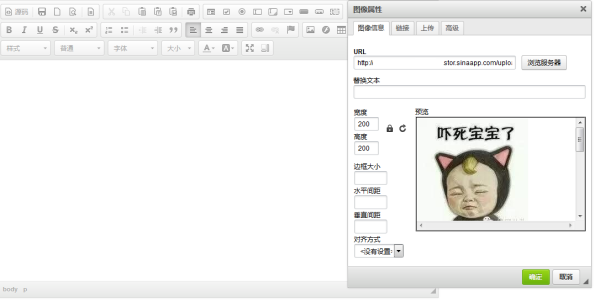 源码
B I U S x₂ x²
样式 普通 字体 大小 A A
body p
图像属性
图像信息 链接 上传 高级
URL
http:\ stor.sinaapp.com/uploa
浏览服务器
替换文本
宽度
200
高度
200
边框大小
水平间距
垂直间距
对齐方式
<没有设置>
预览
吓死宝宝了
确定 取消